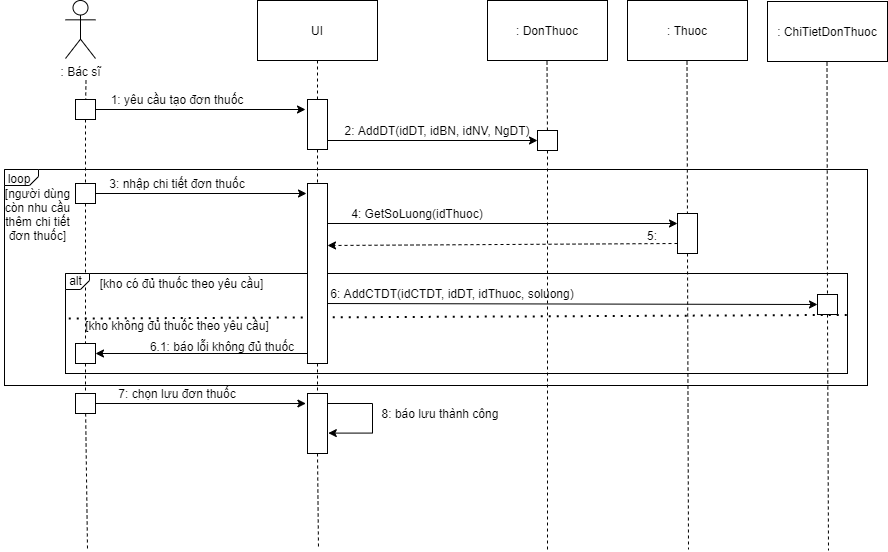 UI
: DonThuoc
: Thuoc
: ChiTietDonThuoc
: Bác sĩ
1: yêu cầu tạo đơn thuốc
2: AddDT(idDT, idBN, idNV, NgDT)
loop
[người dùng
còn nhu cầu
thêm chi tiết
đơn thuốc]
3: nhập chi tiết đơn thuốc
4: GetSoLuong(idThuoc)
5:
alt
[kho có đủ thuốc theo yêu cầu]
6: AddCTDT(idCTDT, idDT, idThuoc, soluong)
[kho không đủ thuốc theo yêu cầu]
6.1: báo lỗi không đủ thuốc
7: chọn lưu đơn thuốc
8: báo lưu thành công